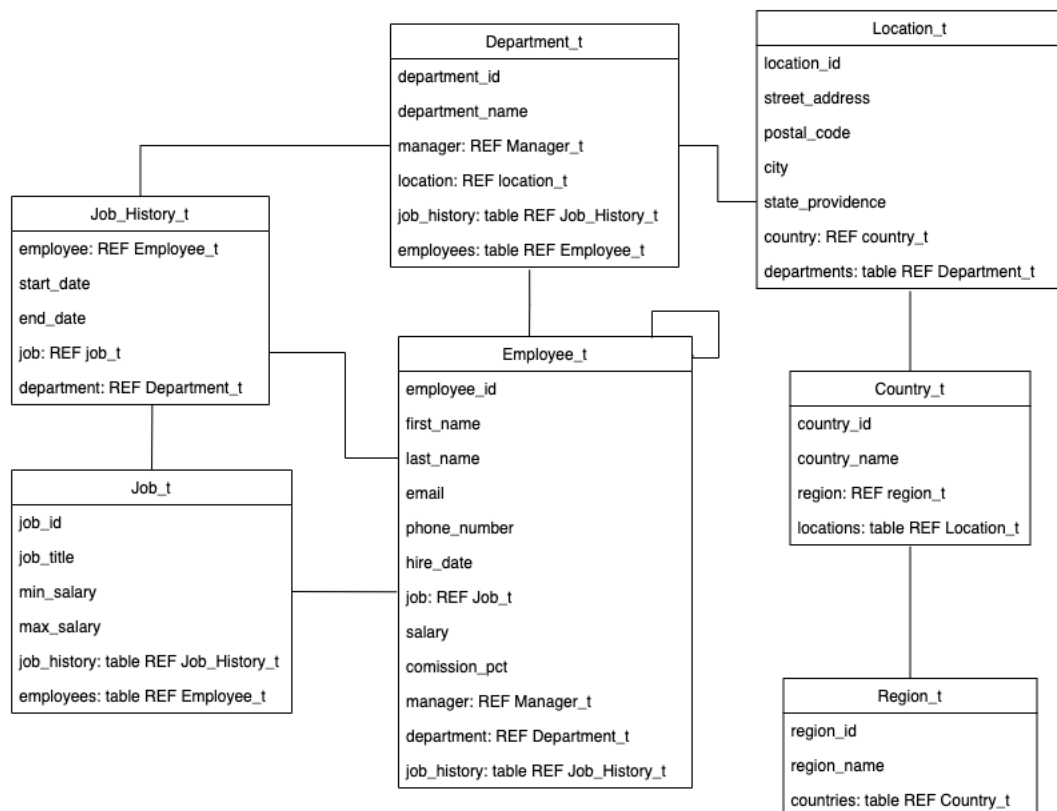 Department_t
department_id
department_name
manager: REF Manager_t
location: REF location_t
job_history: table REF Job_History_t
employees: table REF Employee_t
Location_t
location_id
street_address
postal_code
city
state_providence
country: REF country_t
departments: table REF Department_t
Job_History_t
employee: REF Employee_t
start_date
end_date
job: REF job_t
department: REF Department_t
Employee_t
employee_id
first_name
last_name
email
phone_number
hire_date
job: REF Job_t
salary
comission_pct
manager: REF Manager_t
department: REF Department_t
job_history: table REF Job_History_t
Country_t
country_id
country_name
region: REF region_t
locations: table REF Location_t
Job_t
job_id
job_title
min_salary
max_salary
job_history: table REF Job_History_t
employees: table REF Employee_t
Region_t
region_id
region_name
countries: table REF Country_t